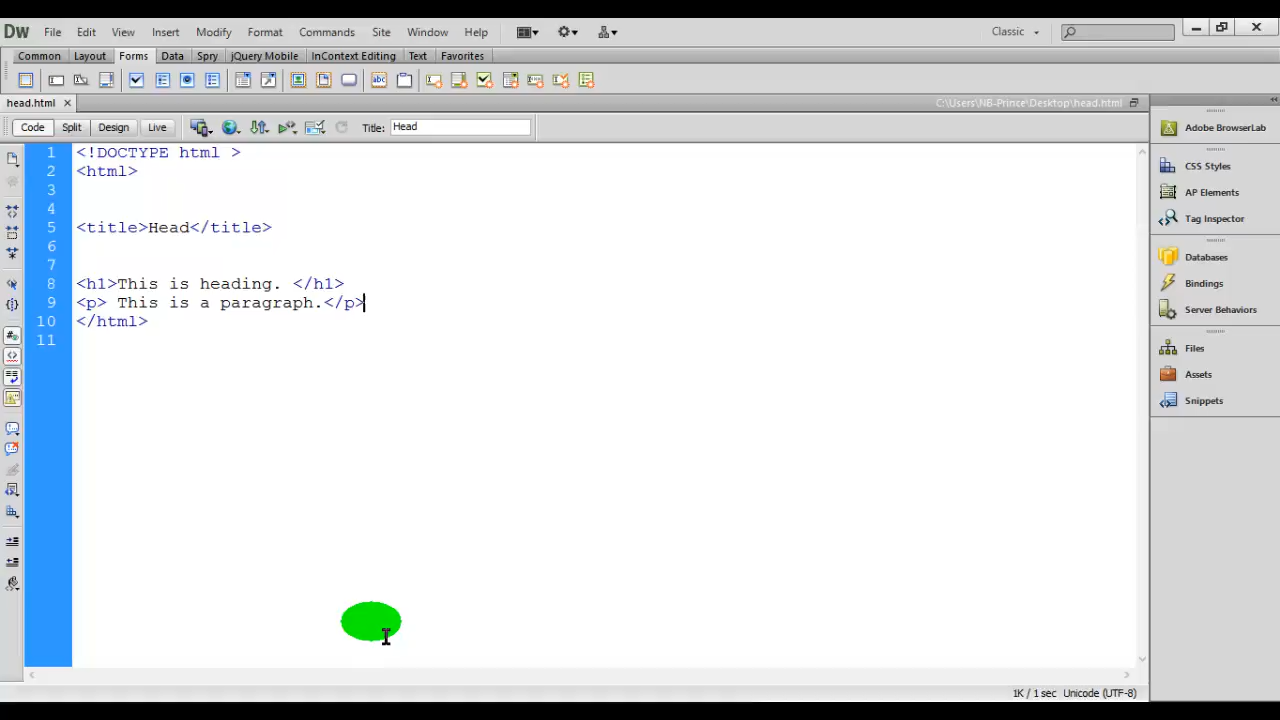 Dw File Edit View Insert Modify Format Commands Site Window Help Classic
Common Layout Forms Data Spry jQuery Mobile InContext Editing Text Favorites
abc
head.html C:\Users\NB-Prince\Desktop\head.html
Code Split Design Live Title: Head
1 <!DOCTYPE html >
2 <html>
3
4
5 <title>Head</title>
6
7
8 <h1>This is heading. </h1>
9 <p> This is a paragraph.</p>
10 </html>
11
Adobe BrowserLab
CSS Styles
AP Elements
Tag Inspector
Databases
Bindings
Server Behaviors
Files
Assets
Snippets
1K / 1 sec Unicode (UTF-8)